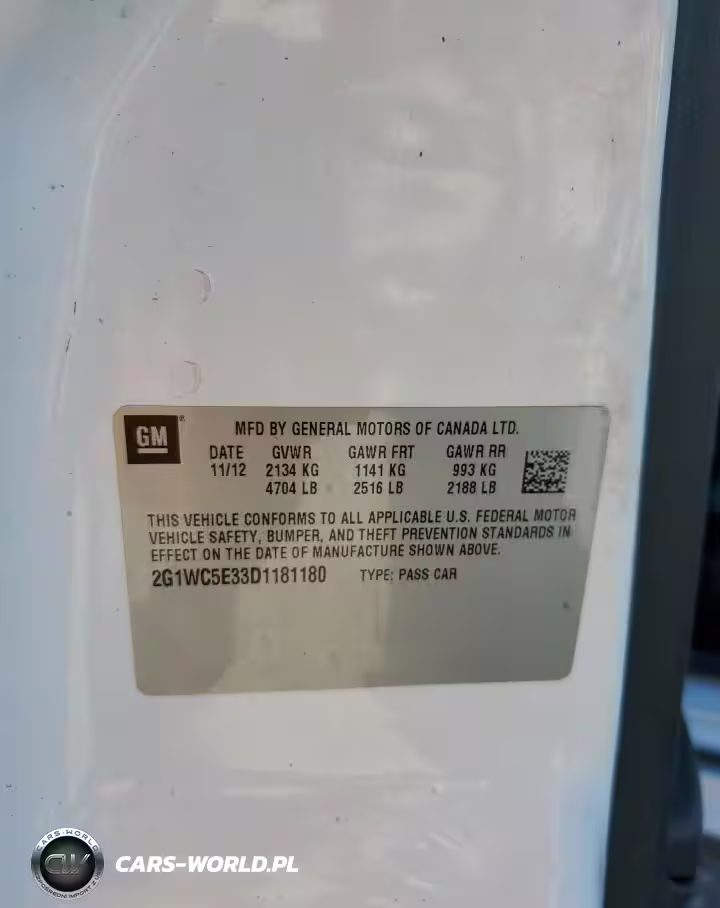 GM®
MFD BY GENERAL MOTORS OF CANADA LTD.
DATE GVWR GAWR FRT GAWR RR
11/12 2134 KG 1141 KG 993 KG
4704 LB 2516 LB 2188 LB
THIS VEHICLE CONFORMS TO ALL APPLICABLE U.S. FEDERAL MOTOR
VEHICLE SAFETY, BUMPER, AND THEFT PREVENTION STANDARDS IN
EFFECT ON THE DATE OF MANUFACTURE SHOWN ABOVE.
2G1WC5E33D1181180 TYPE: PASS CAR
CARS-WORLD
CW
CARS-WORLD.PL